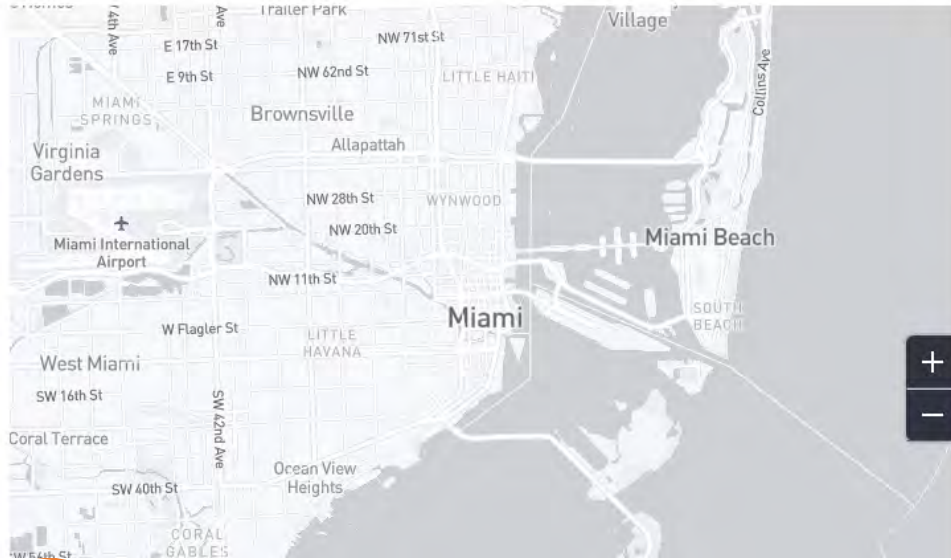 Trailer Park
Village
4th Ave
Ave
E 17th St
NW 71st St
E 9th St
NW 62nd St
LITTLE HAITI
Collins Ave
MIAMI
SPRINGS
Brownsville
Allapattah
Virginia
Gardens
NW 28th St
WYNWOOD
NW 20th St
Miami Beach
Miami International
Airport
NW 11th St
SOUTH
BEACH
Miami
W Flagler St
LITTLE
HAVANA
West Miami
+
SW 16th St
SW 42nd Ave
−
Coral Terrace
Ocean View
Heights
SW 40th St
CORAL
GABLES
SW 56th St